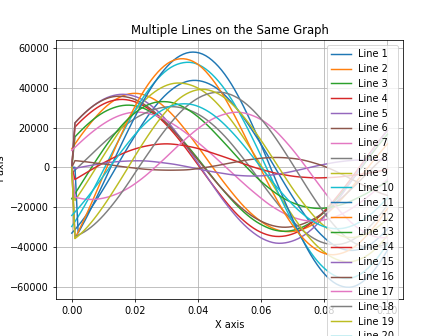 Multiple Lines on the Same Graph
60000
40000
20000
0
−20000
−40000
−60000
0.00
0.02
0.04
0.06
X axis
Line 1
Line 2
Line 3
Line 4
Line 5
Line 6
Line 7
Line 8
Line 9
Line 10
Line 11
Line 12
Line 13
Line 14
Line 15
Line 16
Line 17
Line 18
Line 19
Line 20